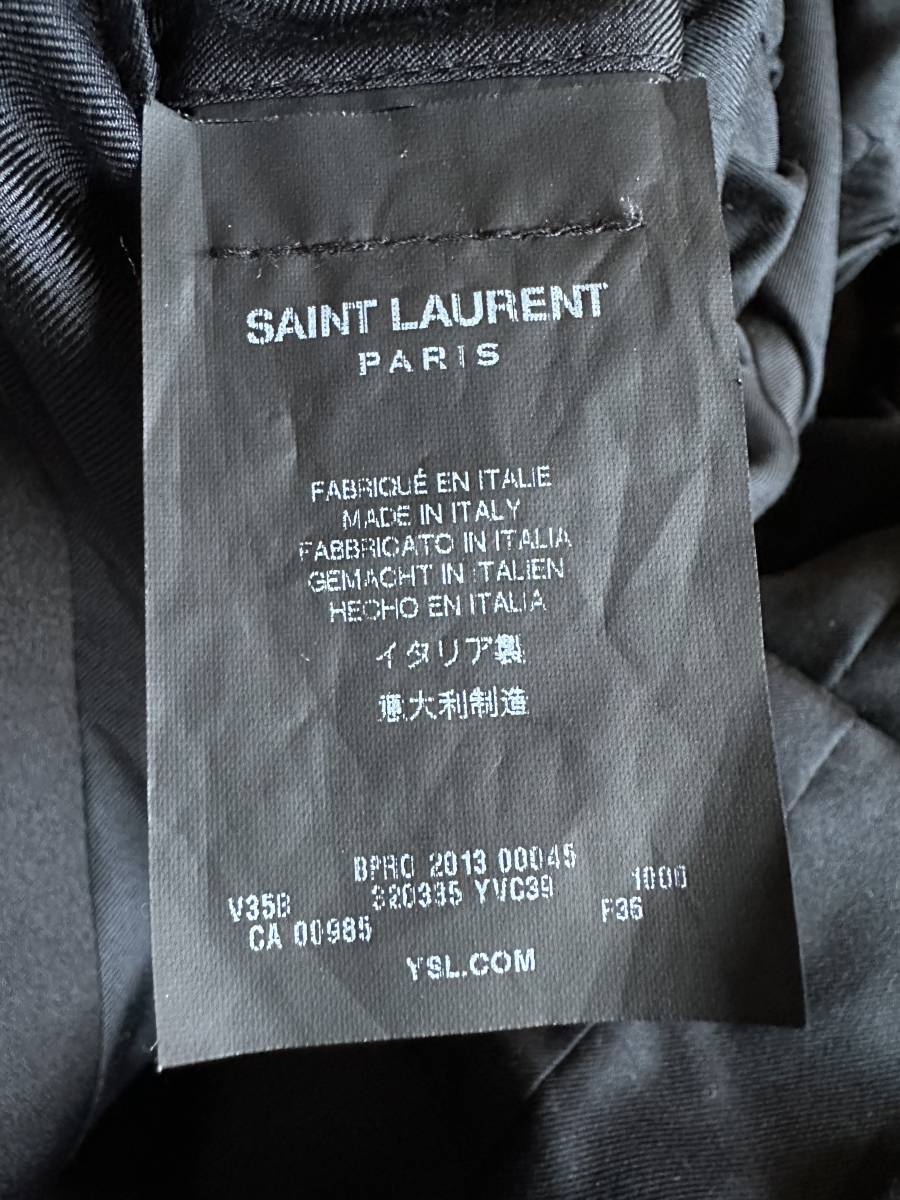 SAINT LAURENT
PARIS
FABRIQUÉ EN ITALIE
MADE IN ITALY
FABBRICATO IN ITALIA
GEMACHT IN ITALIEN
HECHO EN ITALIA
イタリア製
意大利制造
BPRO 2013 00045
V35B 320335 YVC39 1000
CA 00985 F36
YSL.COM